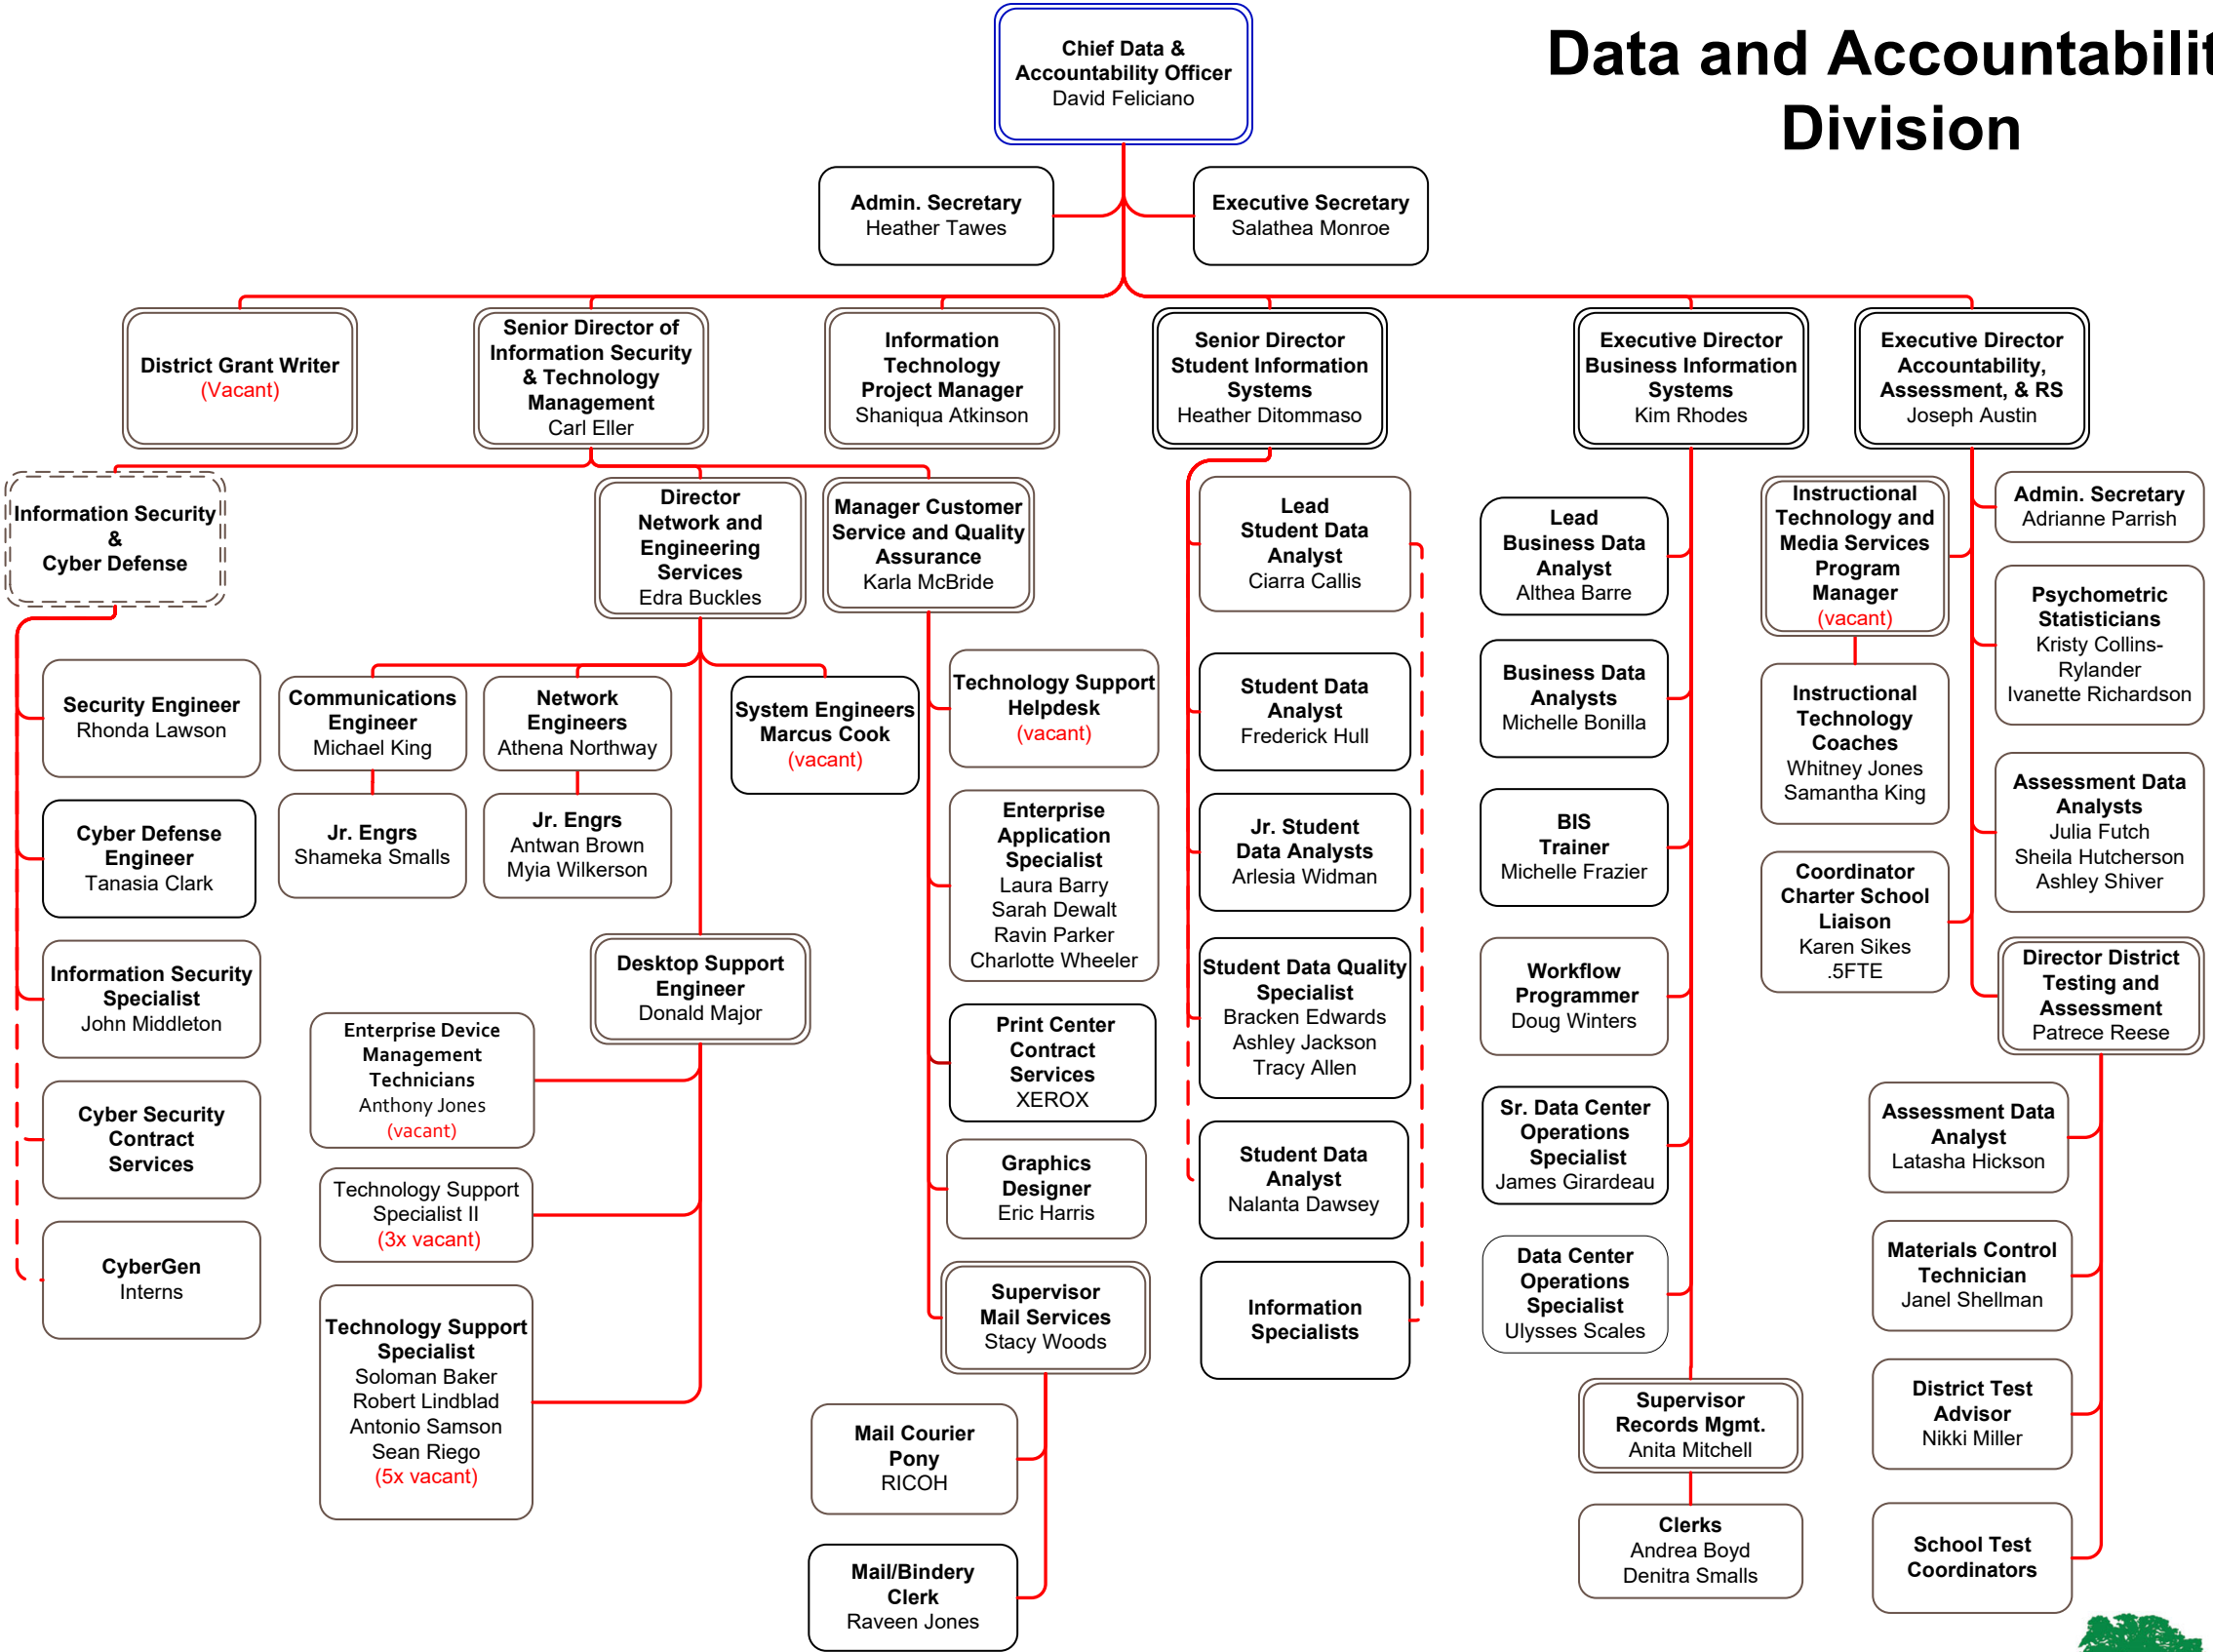 Data and Accountabilit
Division
Chief Data &
Accountability Officer
David Feliciano
Admin. Secretary
Heather Tawes
Executive Secretary
Salathea Monroe
District Grant Writer
(Vacant)
Senior Director of
Information Security
& Technology
Management
Carl Eller
Information
Technology
Project Manager
Shaniqua Atkinson
Senior Director
Student Information
Systems
Heather Ditommaso
Executive Director
Business Information
Systems
Kim Rhodes
Executive Director
Accountability,
Assessment, & RS
Joseph Austin
Information Security
&
Cyber Defense
Security Engineer
Rhonda Lawson
Cyber Defense
Engineer
Tanasia Clark
Information Security
Specialist
John Middleton
Cyber Security
Contract
Services
CyberGen
Interns
Director
Network and
Engineering
Services
Edra Buckles
Communications
Engineer
Michael King
Jr. Engrs
Shameka Smalls
Network
Engineers
Athena Northway
Jr. Engrs
Antwan Brown
Myia Wilkerson
System Engineers
Marcus Cook
(vacant)
Desktop Support
Engineer
Donald Major
Enterprise Device
Management
Technicians
Anthony Jones
(vacant)
Technology Support
Specialist II
(3x vacant)
Technology Support
Specialist
Soloman Baker
Robert Lindblad
Antonio Samson
Sean Riego
(5x vacant)
Manager Customer
Service and Quality
Assurance
Karla McBride
Technology Support
Helpdesk
(vacant)
Enterprise
Application
Specialist
Laura Barry
Sarah Dewalt
Ravin Parker
Charlotte Wheeler
Print Center
Contract
Services
XEROX
Graphics
Designer
Eric Harris
Supervisor
Mail Services
Stacy Woods
Mail Courier
Pony
RICOH
Mail/Bindery
Clerk
Raveen Jones
Lead
Student Data
Analyst
Ciarra Callis
Student Data
Analyst
Frederick Hull
Jr. Student
Data Analysts
Arlesia Widman
Student Data Quality
Specialist
Bracken Edwards
Ashley Jackson
Tracy Allen
Student Data
Analyst
Nalanta Dawsey
Information
Specialists
Lead
Business Data
Analyst
Althea Barre
Business Data
Analysts
Michelle Bonilla
BIS
Trainer
Michelle Frazier
Workflow
Programmer
Doug Winters
Sr. Data Center
Operations
Specialist
James Girardeau
Data Center
Operations
Specialist
Ulysses Scales
Supervisor
Records Mgmt.
Anita Mitchell
Clerks
Andrea Boyd
Denitra Smalls
Instructional
Technology and
Media Services
Program
Manager
(vacant)
Instructional
Technology
Coaches
Whitney Jones
Samantha King
Coordinator
Charter School
Liaison
Karen Sikes
.5FTE
Admin. Secretary
Adrianne Parrish
Psychometric
Statisticians
Kristy Collins-
Rylander
Ivanette Richardson
Assessment Data
Analysts
Julia Futch
Sheila Hutcherson
Ashley Shiver
Director District
Testing and
Assessment
Patrece Reese
Assessment Data
Analyst
Latasha Hickson
Materials Control
Technician
Janel Shellman
District Test
Advisor
Nikki Miller
School Test
Coordinators